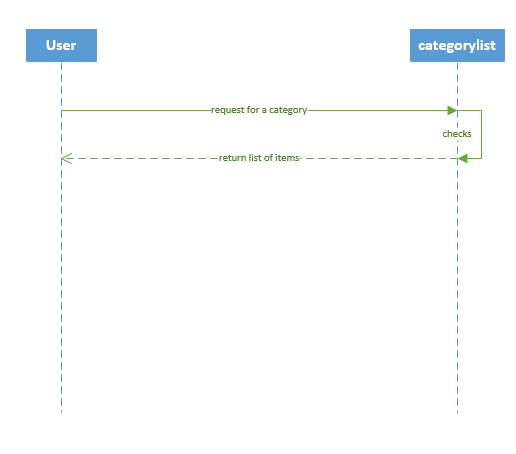 User
categorylist
request for a category
checks
return list of items